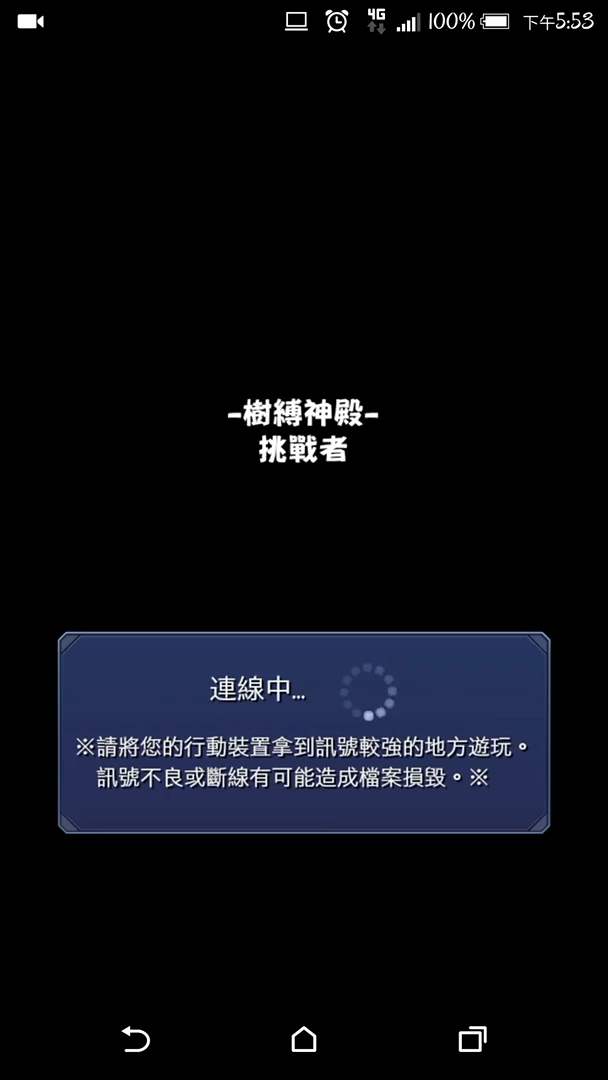 4G 100% 下午5:53
-樹縛神殿-
挑戰者
連線中...
※請將您的行動裝置拿到訊號較強的地方遊玩。
訊號不良或斷線有可能造成檔案損毀。※